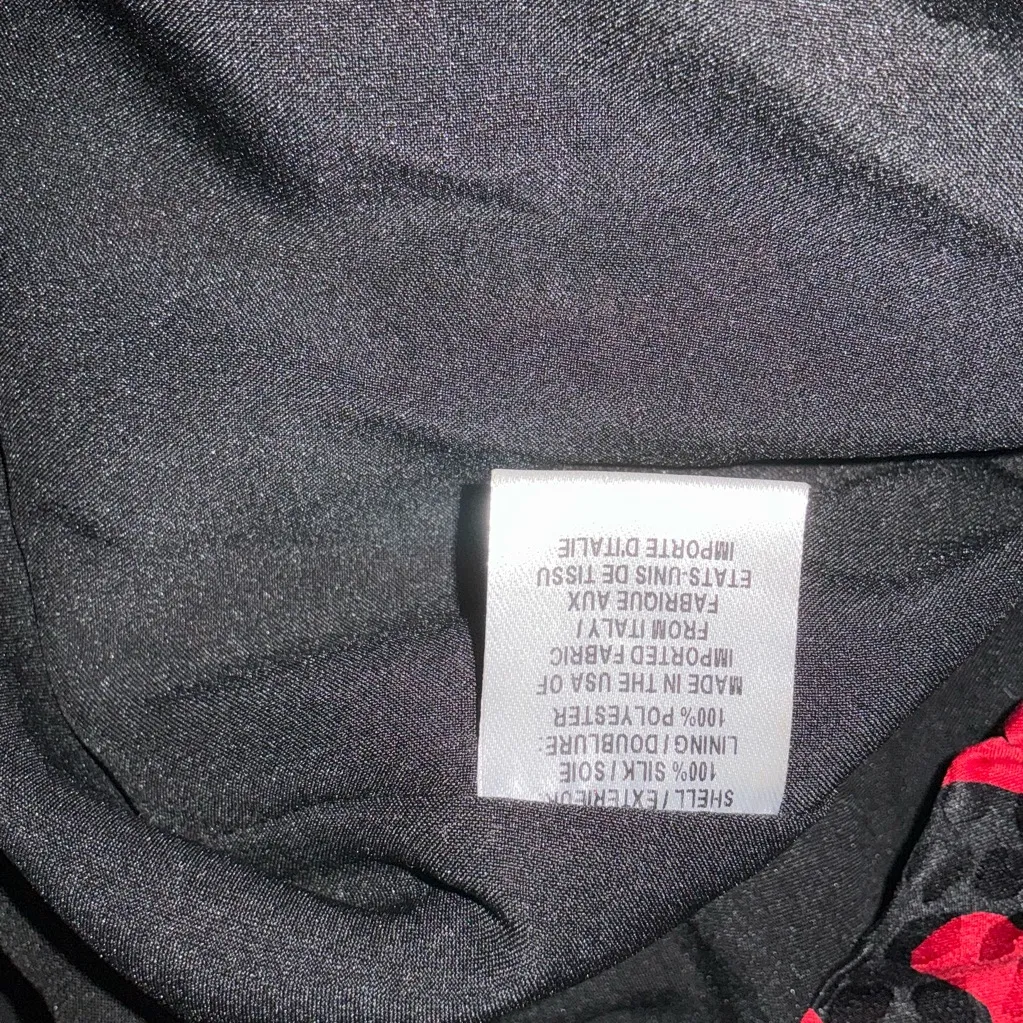 SHELL / EXTERIEUR
100% SILK / SOIE
LINING / DOUBLURE:
100% POLYESTER
MADE IN THE USA OF
IMPORTED FABRIC
FROM ITALY /
FABRIQUE AUX
ETATS-UNIS DE TISSU
IMPORTE D'ITALIE